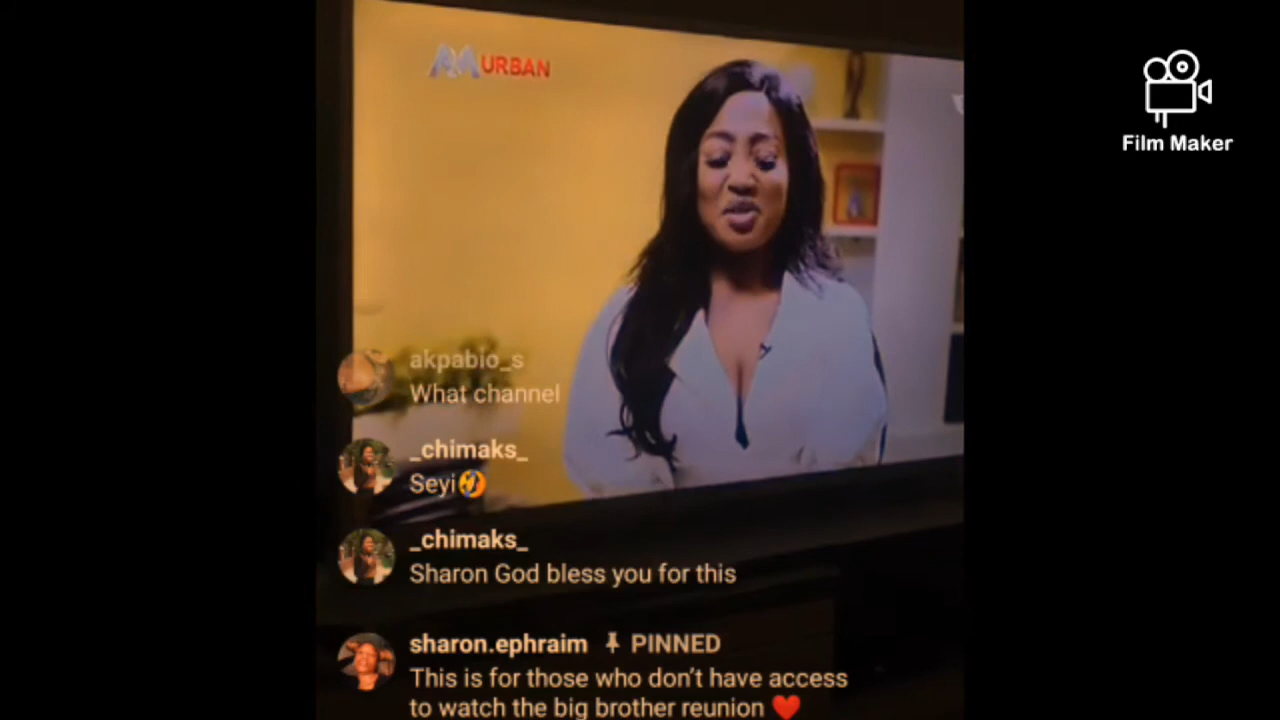 URBAN
Film Maker
akpabio_s
What channel
_chimaks_
Seyi🤣
_chimaks_
Sharon God bless you for this
sharon.ephraim 📌 PINNED
This is for those who don't have access
to watch the big brother reunion ❤️